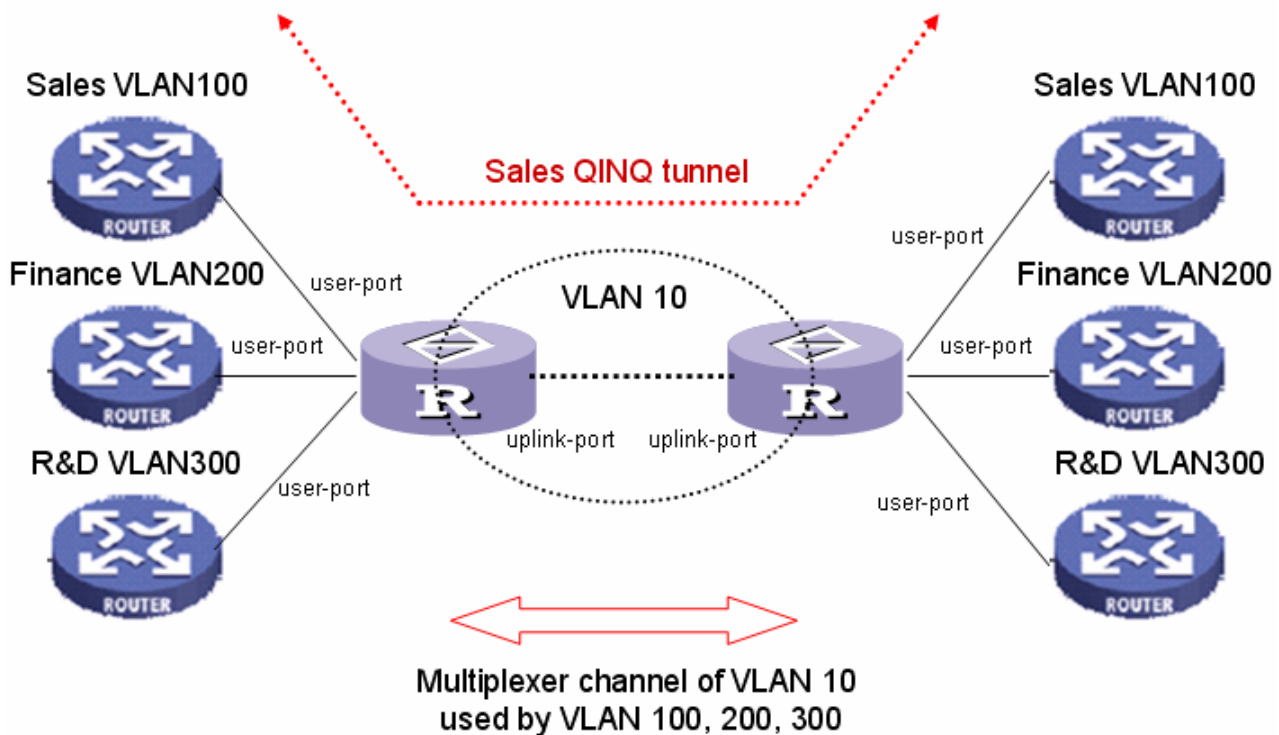 Sales VLAN100
Sales VLAN100
Sales QINQ tunnel
ROUTER
ROUTER
user-port
user-port
Finance VLAN200
Finance VLAN200
VLAN 10
user-port
user-port
ROUTER
R
R
ROUTER
uplink-port
uplink-port
R&D VLAN300
R&D VLAN300
user-port
user-port
ROUTER
ROUTER
Multiplexer channel of VLAN 10
used by VLAN 100, 200, 300